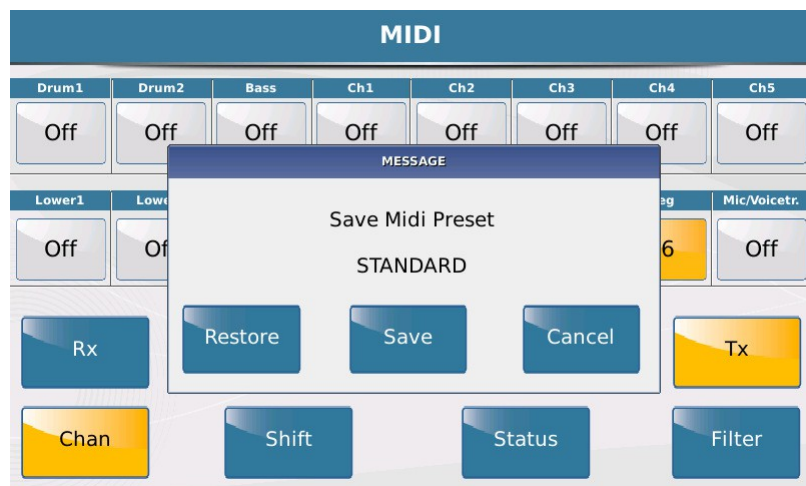 MIDI
Drum1 Drum2 Bass Ch1 Ch2 Ch3 Ch4 Ch5
Off Off Off Off Off Off Off Off
MESSAGE
Lower1 Mic/Voicetr.
Save Midi Preset
Off 6 Off
STANDARD
Restore Save Cancel
Rx Tx
Chan Shift Status Filter